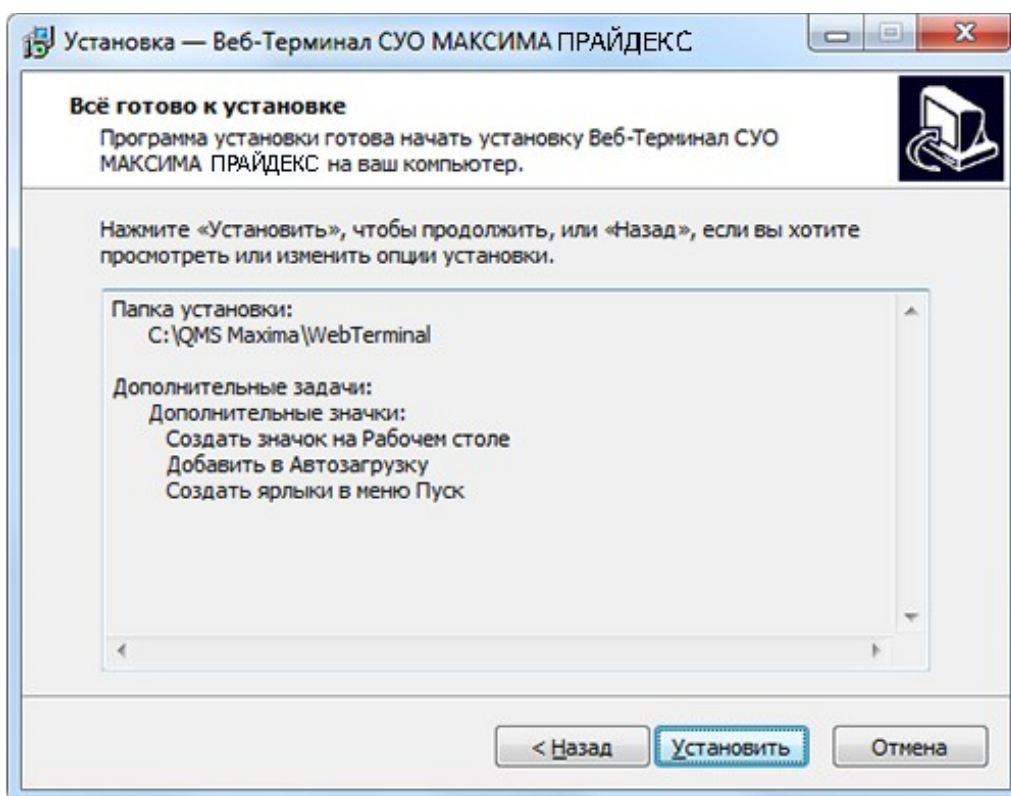 Установка — Веб-Терминал СУО МАКСИМА ПРАЙДЕКС
Всё готово к установке
Программа установки готова начать установку Веб-Терминал СУО
МАКСИМА ПРАЙДЕКС на ваш компьютер.
Нажмите «Установить», чтобы продолжить, или «Назад», если вы хотите
просмотреть или изменить опции установки.
Папка установки:
C:\QMS Maxima\WebTerminal
Дополнительные задачи:
Дополнительные значки:
Создать значок на Рабочем столе
Добавить в Автозагрузку
Создать ярлыки в меню Пуск
< Назад Установить Отмена